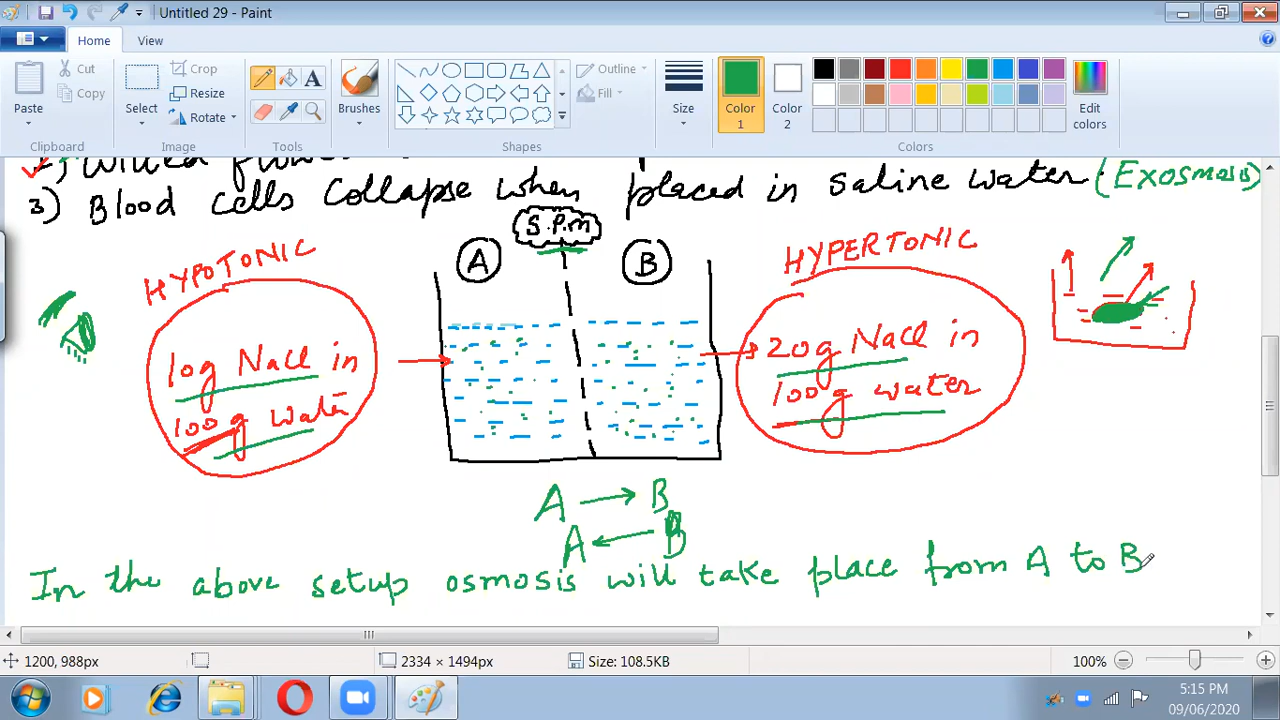 Untitled 29 - Paint
Home View
Paste Cut Copy Select Crop Resize Rotate Brushes Outline Fill Size Color 1 Color 2 Edit colors
Clipboard Image Tools Shapes Colors
3) Blood cells collapse when placed in saline water (Exosmosis)
S.P.m
A B
HYPOTONIC HYPERTONIC
10g Nacl in 20g Nacl in
100g water 100g water
A → B
A ← B
In the above setup osmosis will take place from A to B
1200, 988px 2334 × 1494px Size: 108.5KB 100%
5:15 PM
09/06/2020